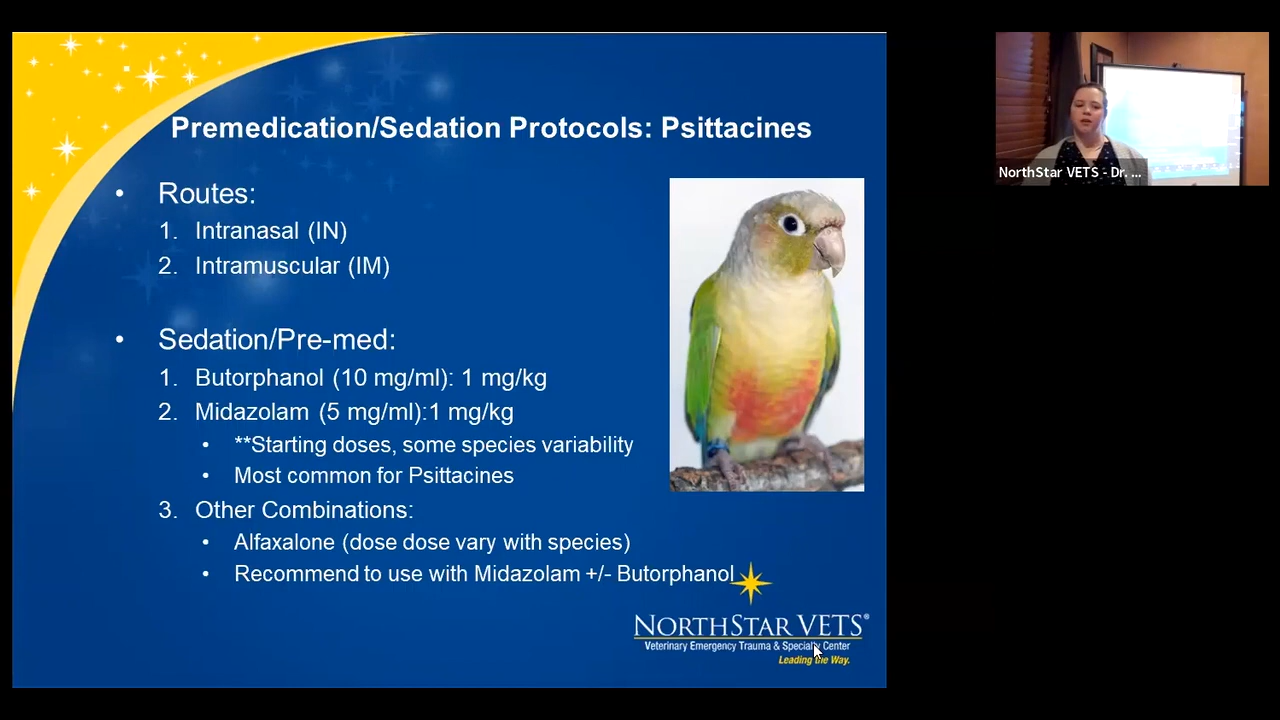 Premedication/Sedation Protocols: Psittacines
• Routes:
1. Intranasal (IN)
2. Intramuscular (IM)
• Sedation/Pre-med:
1. Butorphanol (10 mg/ml): 1 mg/kg
2. Midazolam (5 mg/ml):1 mg/kg
• **Starting doses, some species variability
• Most common for Psittacines
3. Other Combinations:
• Alfaxalone (dose dose vary with species)
• Recommend to use with Midazolam +/- Butorphanol
NORTHSTAR VETS®
Veterinary Emergency Trauma & Specialty Center
Leading the Way.
NorthStar VETS - Dr. ...